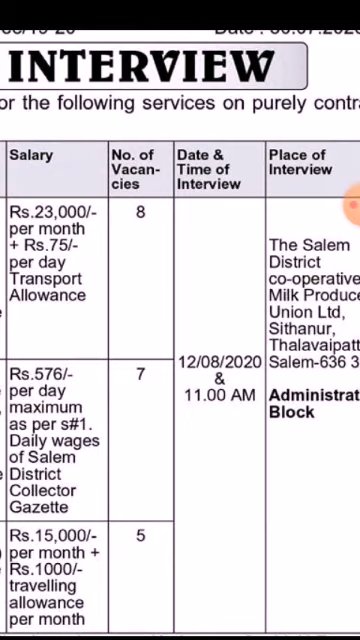 INTERVIEW
or the following services on purely contra
Salary
No. of
Vacan-
cies
Date &
Time of
Interview
Place of
Interview
Rs.23,000/-
per month
+ Rs.75/-
per day
Transport
Allowance
8
The Salem
District
co-operative
Milk Produce
Union Ltd,
Sithanur,
Thalavaipatt
Salem-636 3
Administrat
Block
12/08/2020
&
11.00 AM
Rs.576/-
per day
maximum
as per s#1.
Daily wages
of Salem
District
Collector
Gazette
7
Rs.15,000/-
per month +
Rs.1000/-
travelling
allowance
per month
5